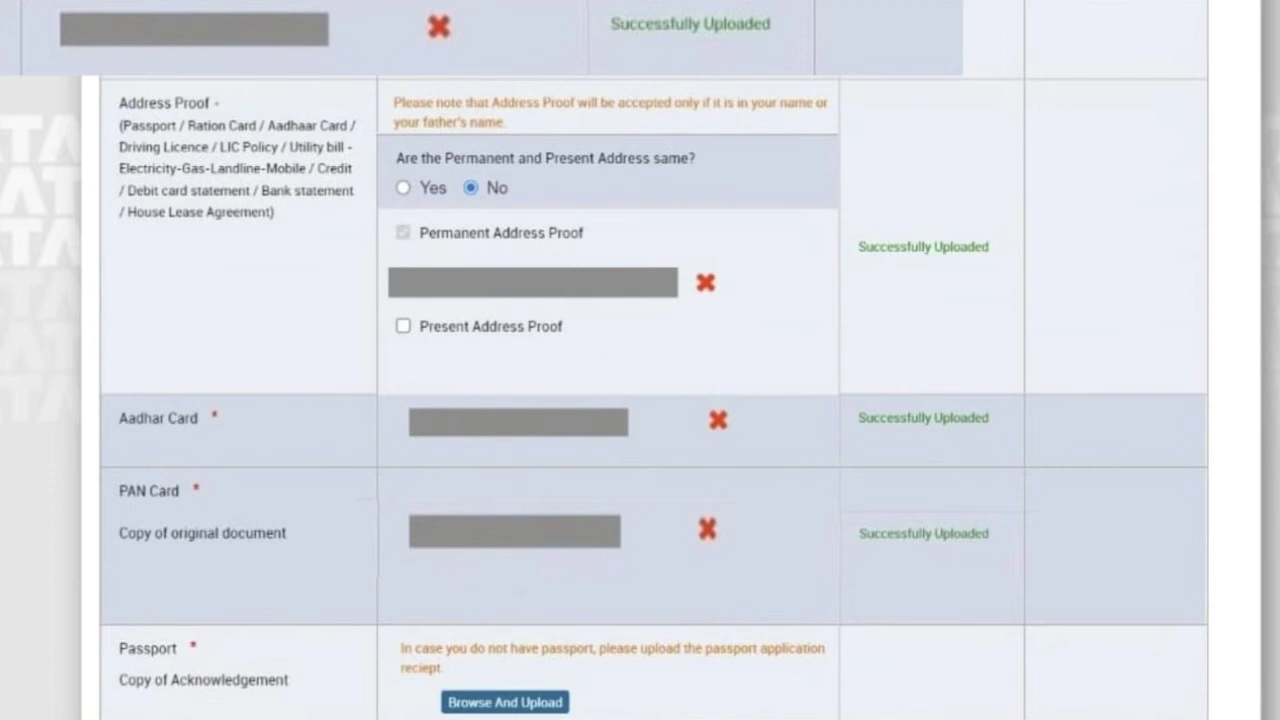 Successfully Uploaded
Address Proof -
(Passport / Ration Card / Aadhaar Card /
Driving Licence / LIC Policy / Utility bill -
Electricity-Gas-Landline-Mobile / Credit
/ Debit card statement / Bank statement
/ House Lease Agreement)
Please note that Address Proof will be accepted only if it is in your name or
your father's name.
Are the Permanent and Present Address same?
Yes No
Permanent Address Proof
Present Address Proof
Successfully Uploaded
Aadhar Card *
Successfully Uploaded
PAN Card *
Copy of original document
Successfully Uploaded
Passport *
Copy of Acknowledgement
In case you do not have passport, please upload the passport application
reciept.
Browse And Upload